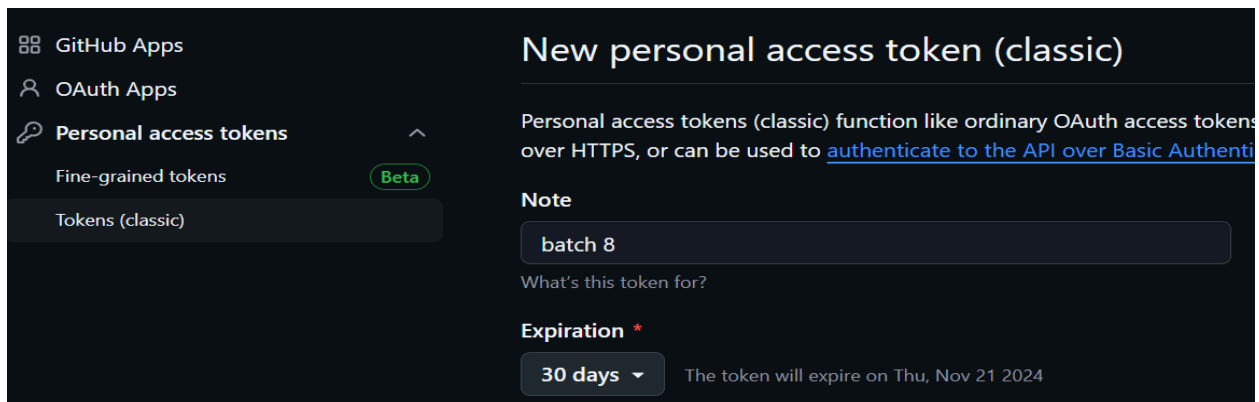 GitHub Apps
OAuth Apps
Personal access tokens
Fine-grained tokens Beta
Tokens (classic)
New personal access token (classic)
Personal access tokens (classic) function like ordinary OAuth access tokens
over HTTPS, or can be used to authenticate to the API over Basic Authenti
Note
batch 8
What's this token for?
Expiration *
30 days The token will expire on Thu, Nov 21 2024